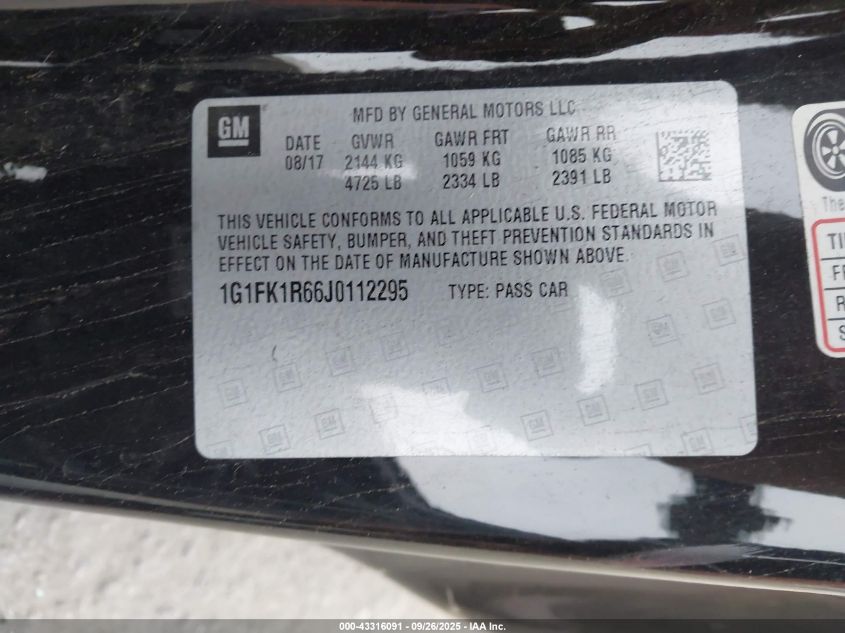 GM
MFD BY GENERAL MOTORS LLC
DATE GVWR GAWR FRT GAWR RR
08/17 2144 KG 1059 KG 1085 KG
4725 LB 2334 LB 2391 LB
THIS VEHICLE CONFORMS TO ALL APPLICABLE U.S. FEDERAL MOTOR
VEHICLE SAFETY, BUMPER, AND THEFT PREVENTION STANDARDS IN
EFFECT ON THE DATE OF MANUFACTURE SHOWN ABOVE.
1G1FK1R66J0112295 TYPE: PASS CAR
The
TI
F
R
S
000-43316091 - 09/26/2025 - IAA, Inc.